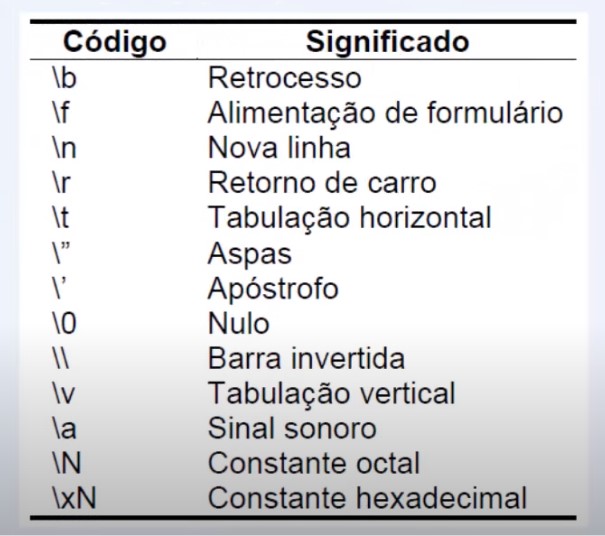 Código Significado
\b Retrocesso
\f Alimentação de formulário
\n Nova linha
\r Retorno de carro
\t Tabulação horizontal
\” Aspas
\’ Apóstrofo
\0 Nulo
\\ Barra invertida
\v Tabulação vertical
\a Sinal sonoro
\N Constante octal
\xN Constante hexadecimal